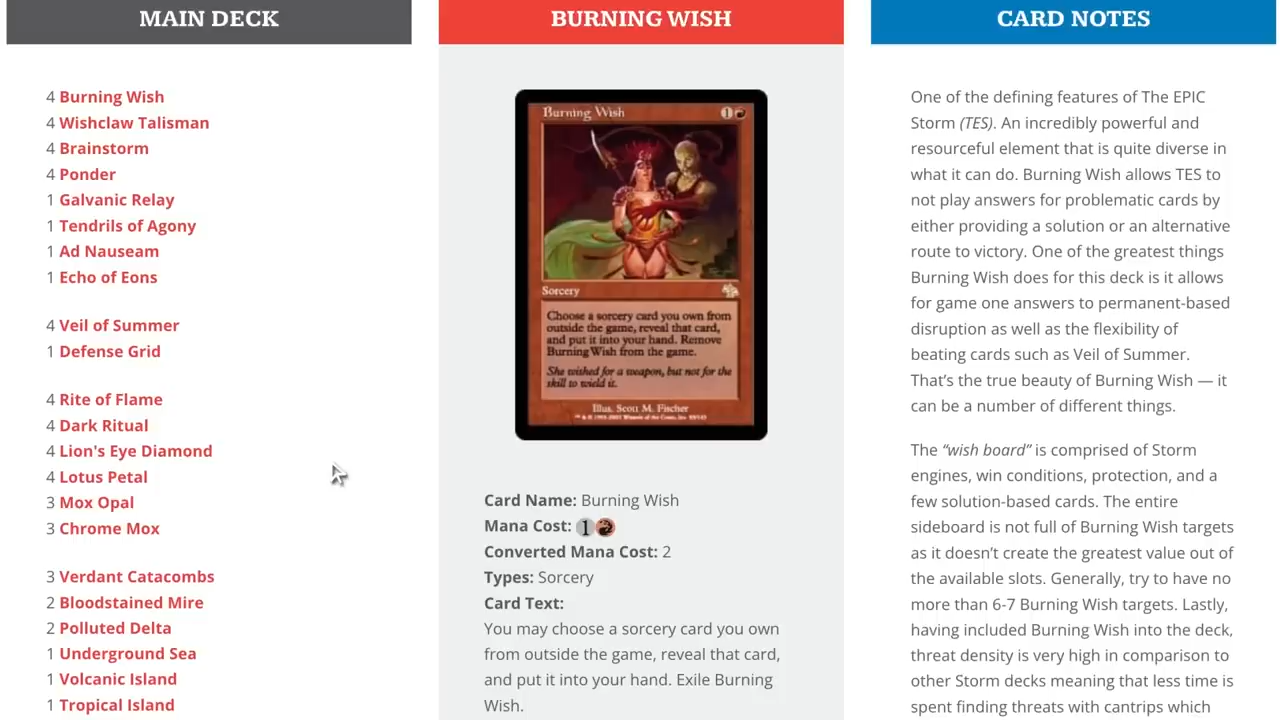 MAIN DECK
4 Burning Wish
4 Wishclaw Talisman
4 Brainstorm
4 Ponder
1 Galvanic Relay
1 Tendrils of Agony
1 Ad Nauseam
1 Echo of Eons
4 Veil of Summer
1 Defense Grid
4 Rite of Flame
4 Dark Ritual
4 Lion's Eye Diamond
4 Lotus Petal
3 Mox Opal
3 Chrome Mox
3 Verdant Catacombs
2 Bloodstained Mire
2 Polluted Delta
1 Underground Sea
1 Volcanic Island
1 Tropical Island
BURNING WISH
Burning Wish 1
Sorcery
Choose a sorcery card you own from
outside the game, reveal that card,
and put it into your hand. Remove
Burning Wish from the game.
She wished for a weapon, but not for the
skill to wield it.
Illus. Scott M. Fischer
Card Name: Burning Wish
Mana Cost: 1
Converted Mana Cost: 2
Types: Sorcery
Card Text:
You may choose a sorcery card you own
from outside the game, reveal that card,
and put it into your hand. Exile Burning
Wish.
CARD NOTES
One of the defining features of The EPIC
Storm (TES). An incredibly powerful and
resourceful element that is quite diverse in
what it can do. Burning Wish allows TES to
not play answers for problematic cards by
either providing a solution or an alternative
route to victory. One of the greatest things
Burning Wish does for this deck is it allows
for game one answers to permanent-based
disruption as well as the flexibility of
beating cards such as Veil of Summer.
That’s the true beauty of Burning Wish — it
can be a number of different things.
The “wish board” is comprised of Storm
engines, win conditions, protection, and a
few solution-based cards. The entire
sideboard is not full of Burning Wish targets
as it doesn’t create the greatest value out of
the available slots. Generally, try to have no
more than 6-7 Burning Wish targets. Lastly,
having included Burning Wish into the deck,
threat density is very high in comparison to
other Storm decks meaning that less time is
spent finding threats with cantrips which